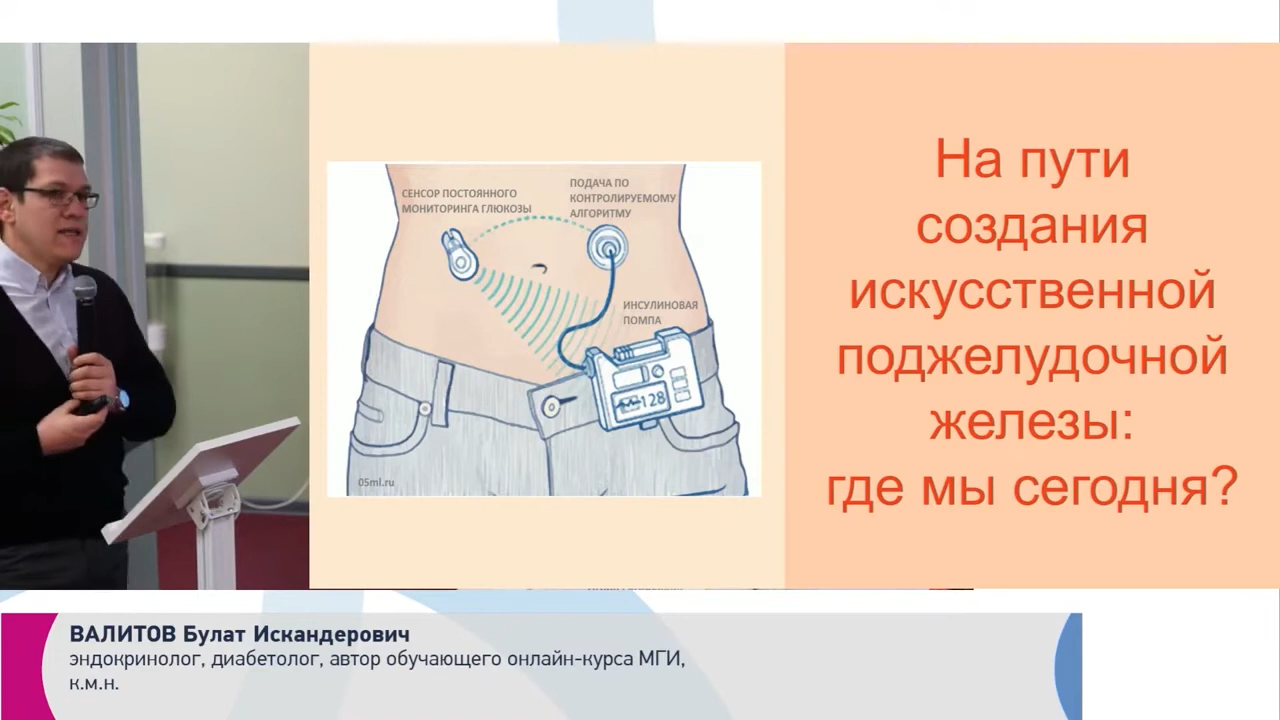 СЕНСОР ПОСТОЯННОГО
МОНИТОРИНГА ГЛЮКОЗЫ
ПОДАЧА ПО
КОНТРОЛИРУЕМОМУ
АЛГОРИТМУ
ИНСУЛИНОВАЯ
ПОМПА
128
05ml.ru
На пути
создания
искусственной
поджелудочной
железы:
где мы сегодня?
ВАЛИТОВ Булат Искандерович
эндокринолог, диабетолог, автор обучающего онлайн-курса МГИ,
к.м.н.